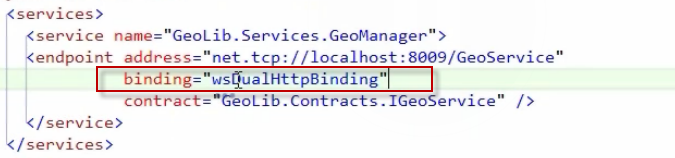 <services>
<service name="GeoLib.Services.GeoManager">
<endpoint address="net.tcp://localhost:8009/GeoService"
binding="wsDualHttpBinding"
contract="GeoLib.Contracts.IGeoService" />
</service>
</services>